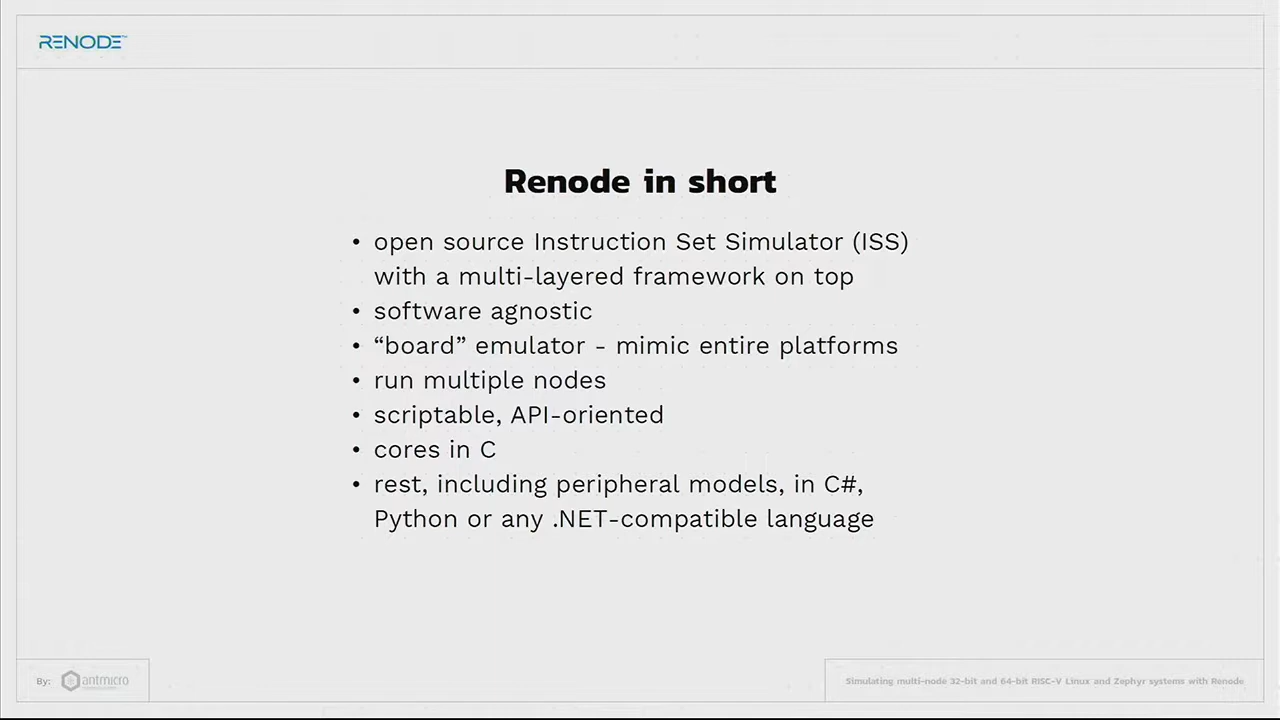 RENODE™
Renode in short
• open source Instruction Set Simulator (ISS)
with a multi-layered framework on top
• software agnostic
• “board” emulator - mimic entire platforms
• run multiple nodes
• scriptable, API-oriented
• cores in C
• rest, including peripheral models, in C#,
Python or any .NET-compatible language
By: antmicro
Simulating multi-node 32-bit and 64-bit RISC-V Linux and Zephyr systems with Renode